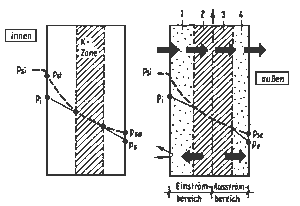 innen
K-
Zone
Psi
Psi
Pi
Pse
Pe
1 2 3 4
außen
Psi
Pi
Pse
Pe
Einström- Ausström-
bereich bereich